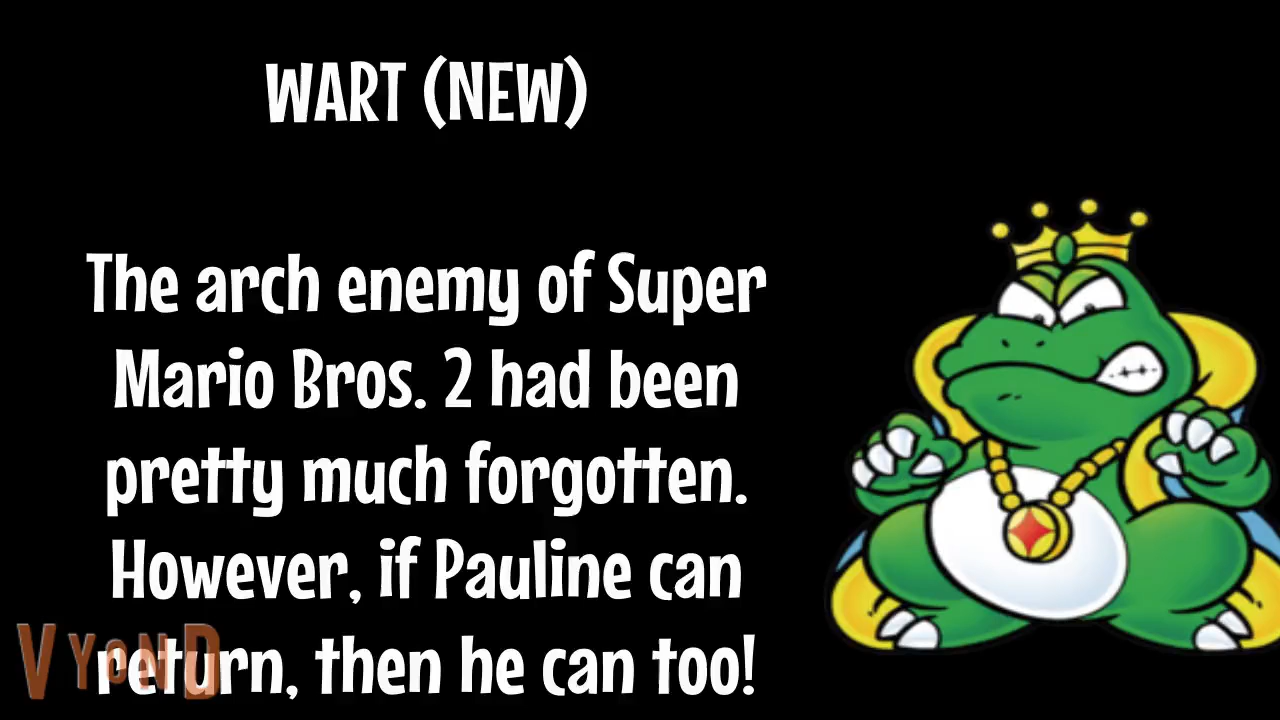 WART (NEW)
The arch enemy of Super
Mario Bros. 2 had been
pretty much forgotten.
However, if Pauline can
return, then he can too!
VYOND